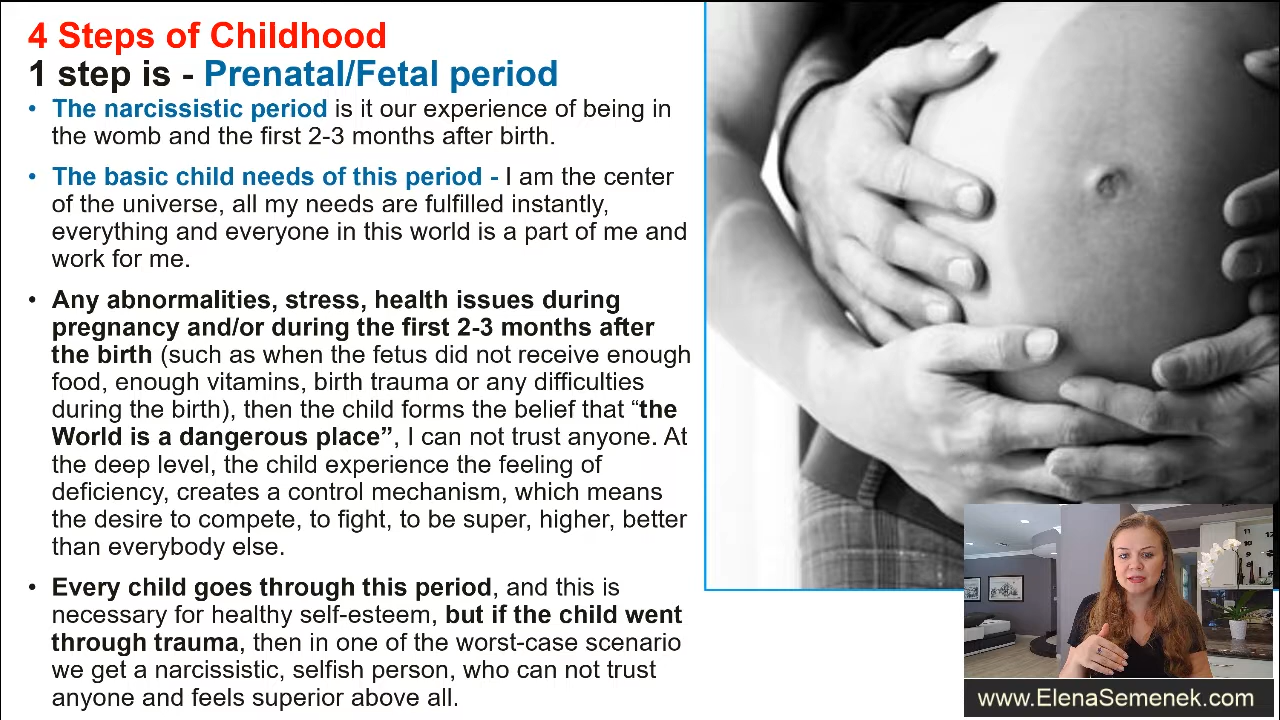 4 Steps of Childhood
1 step is - Prenatal/Fetal period
• The narcissistic period is it our experience of being in
the womb and the first 2-3 months after birth.
• The basic child needs of this period - I am the center
of the universe, all my needs are fulfilled instantly,
everything and everyone in this world is a part of me and
work for me.
• Any abnormalities, stress, health issues during
pregnancy and/or during the first 2-3 months after
the birth (such as when the fetus did not receive enough
food, enough vitamins, birth trauma or any difficulties
during the birth), then the child forms the belief that “the
World is a dangerous place”, I can not trust anyone. At
the deep level, the child experience the feeling of
deficiency, creates a control mechanism, which means
the desire to compete, to fight, to be super, higher, better
than everybody else.
• Every child goes through this period, and this is
necessary for healthy self-esteem, but if the child went
through trauma, then in one of the worst-case scenario
we get a narcissistic, selfish person, who can not trust
anyone and feels superior above all.
www.ElenaSemenek.com